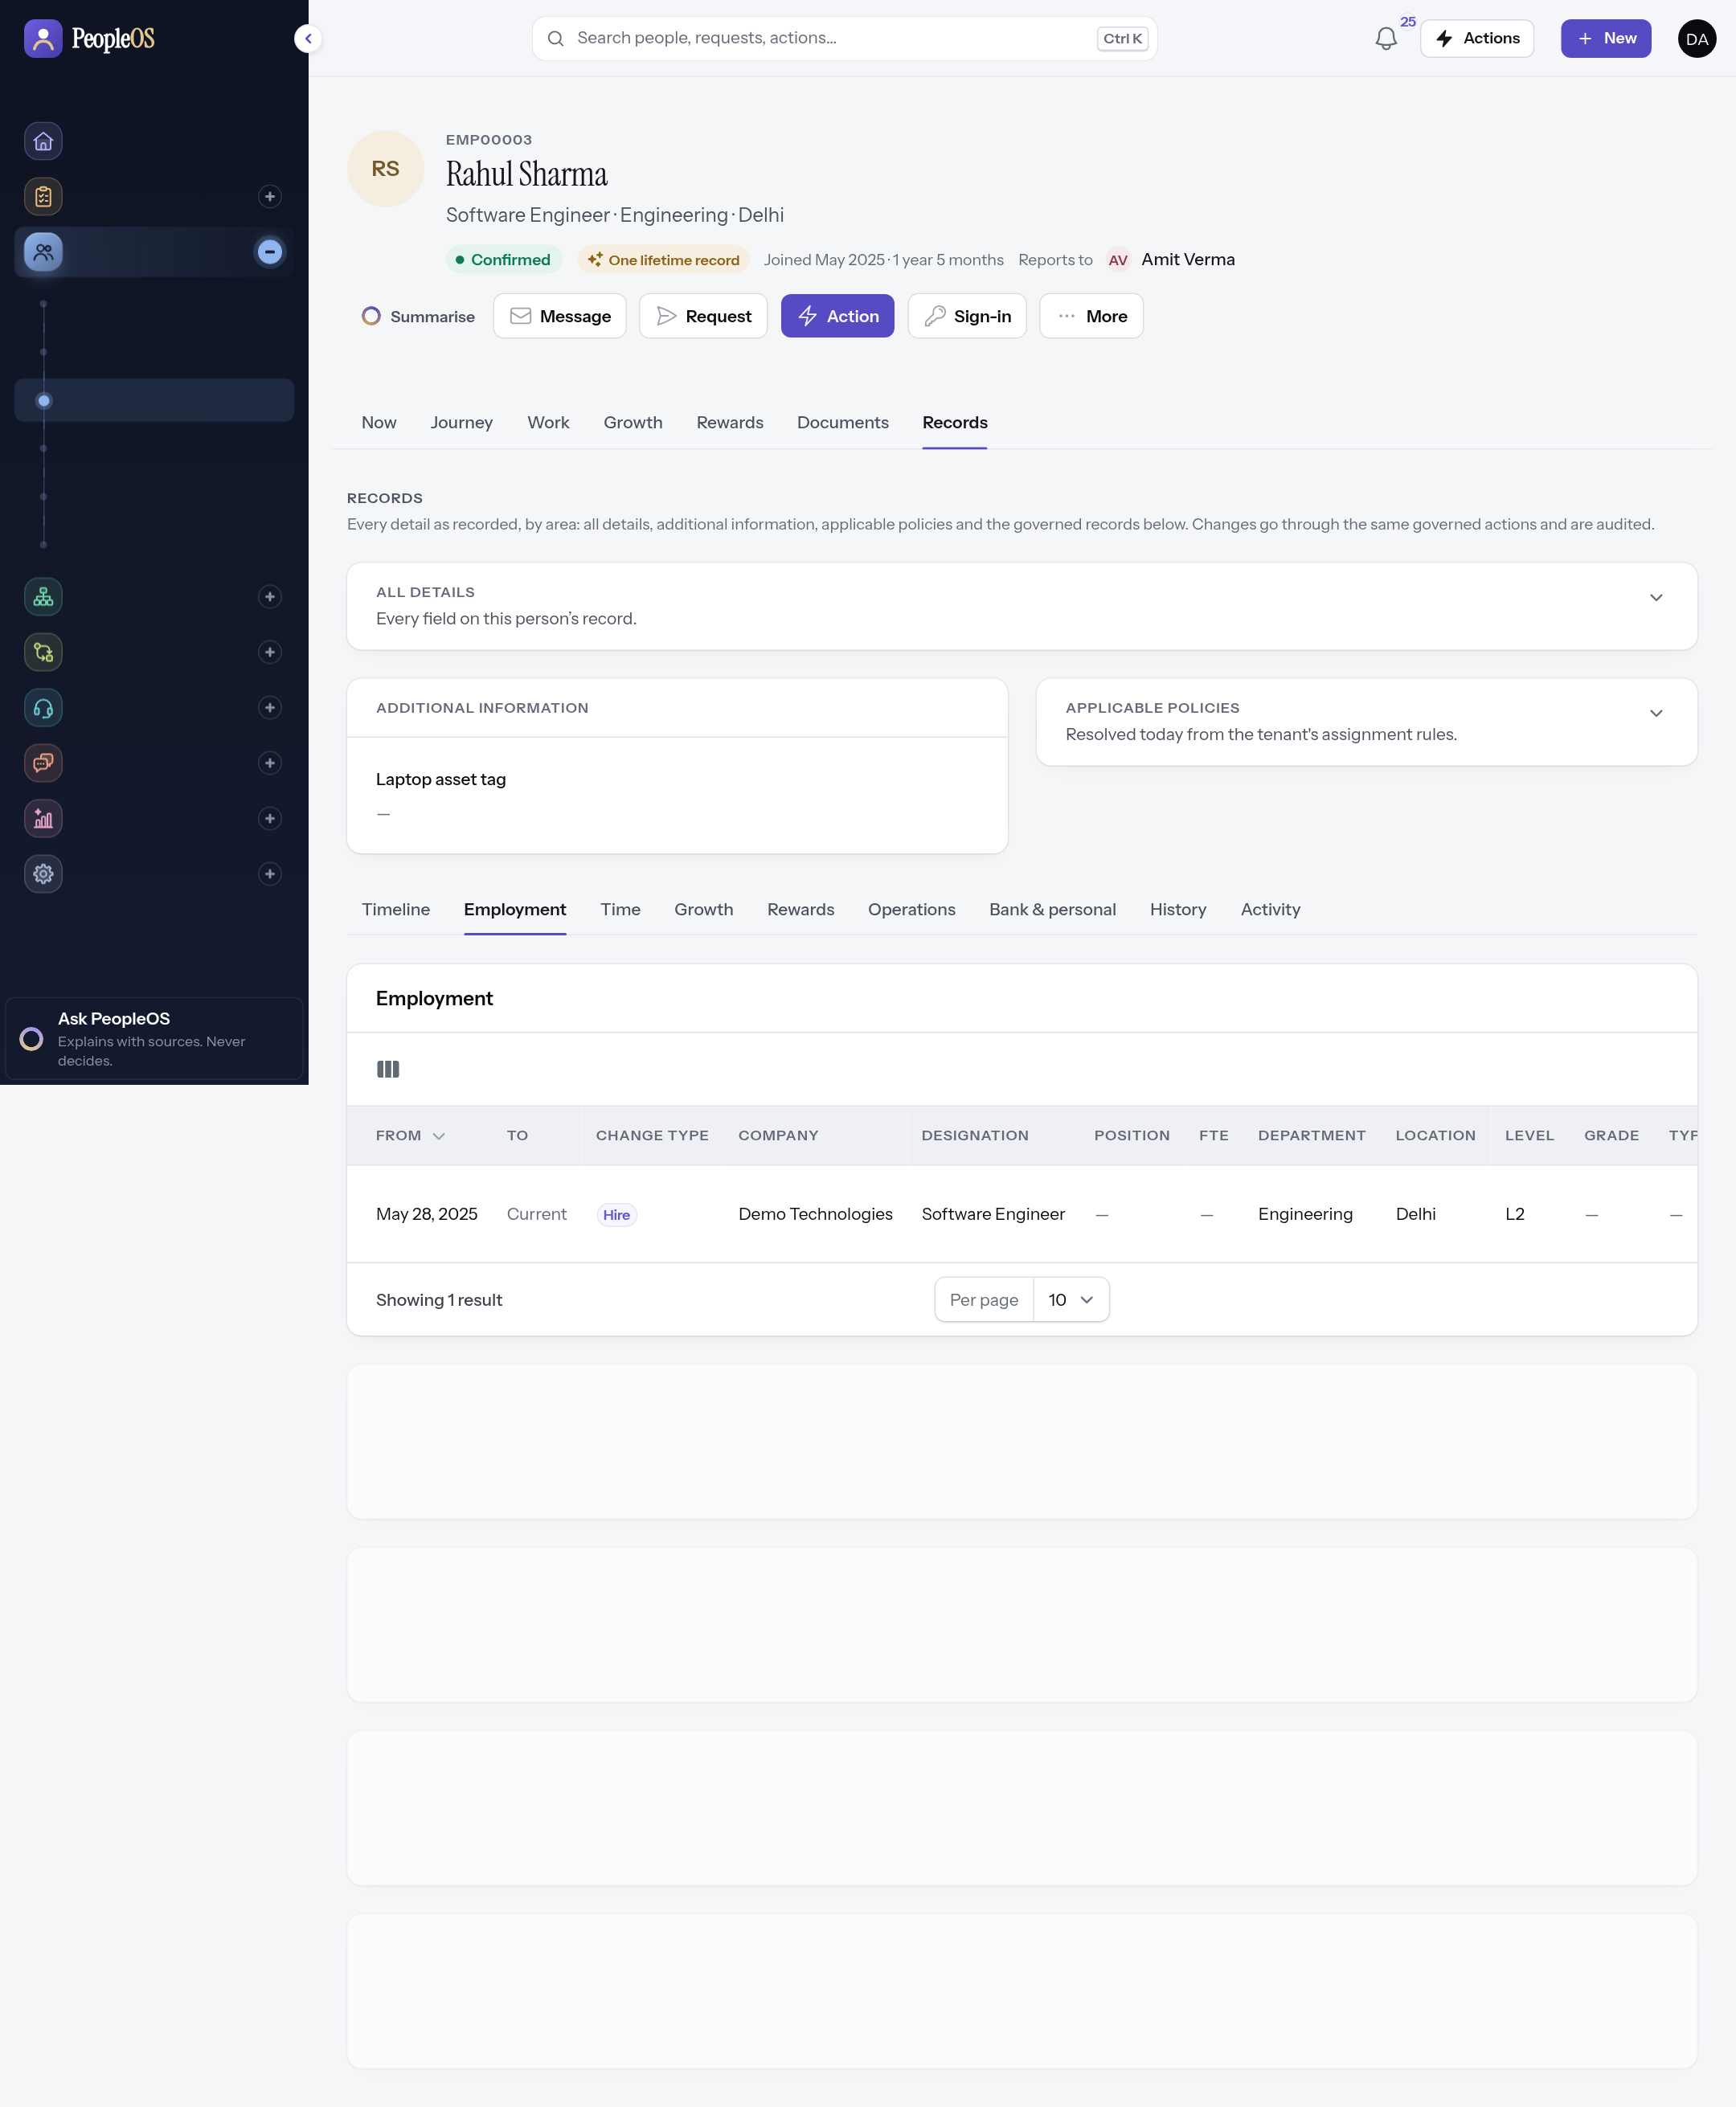 PeopleOS
Search people, requests, actions...
Ctrl K
25
Actions
New
DA
RS
EMP00003
Rahul Sharma
Software Engineer · Engineering · Delhi
Confirmed
One lifetime record
Joined May 2025 · 1 year 5 months
Reports to
AV
Amit Verma
Summarise
Message
Request
Action
Sign-in
More
Now
Journey
Work
Growth
Rewards
Documents
Records
RECORDS
Every detail as recorded, by area: all details, additional information, applicable policies and the governed records below. Changes go through the same governed actions and are audited.
ALL DETAILS
Every field on this person’s record.
ADDITIONAL INFORMATION
Laptop asset tag
—
APPLICABLE POLICIES
Resolved today from the tenant's assignment rules.
Timeline
Employment
Time
Growth
Rewards
Operations
Bank & personal
History
Activity
Employment
FROM
TO
CHANGE TYPE
COMPANY
DESIGNATION
POSITION
FTE
DEPARTMENT
LOCATION
LEVEL
GRADE
TYP
May 28, 2025
Current
Hire
Demo Technologies
Software Engineer
—
—
Engineering
Delhi
L2
—
—
Showing 1 result
Per page
10
Ask PeopleOS
Explains with sources. Never
decides.